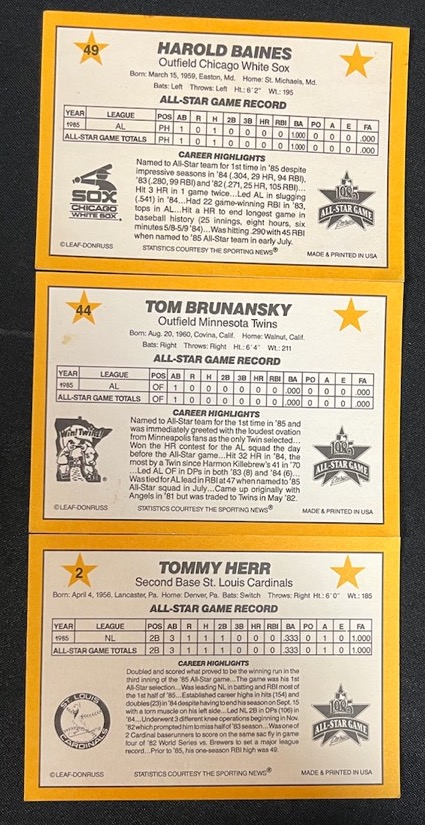 49
HAROLD BAINES
Outfield Chicago White Sox
Born: March 15, 1959, Easton, Md. Home: St. Michaels, Md.
Bats: Left Throws: Left Ht.: 6'2" Wt.: 195
ALL-STAR GAME RECORD
YEAR LEAGUE POS AB R H 2B 3B HR RBI BA PO A E FA
1985 AL PH 1 0 1 0 0 0 0 1.000 0 0 0 .000
ALL-STAR GAME TOTALS PH 1 0 1 0 0 0 0 1.000 0 0 0 .000
CAREER HIGHLIGHTS
Named to All-Star team for 1st time in '85 despite
impressive seasons in '84 (.304, 29 HR, 94 RBI),
'83 (.280, 99 RBI) and '82 (.271, 25 HR, 105 RBI)...
Hit 3 HR in 1 game twice...Led AL in slugging
(.541) in '84...Had 22 game-winning RBI in '83,
tops in AL...Hit a HR to end longest game in
baseball history (25 innings, eight hours, six
minutes 5/8-5/9 '84)...Was hitting .290 with 45 RBI
when named to '85 All-Star team in early July.
SOX
CHICAGO
WHITE SOX
1985
ALL-STAR GAME
© LEAF-DONRUSS STATISTICS COURTESY THE SPORTING NEWS® MADE & PRINTED IN USA
44
TOM BRUNANSKY
Outfield Minnesota Twins
Born: Aug. 20, 1960, Covina, Calif. Home: Walnut, Calif.
Bats: Right Throws: Right Ht.: 6'4" Wt.: 211
ALL-STAR GAME RECORD
YEAR LEAGUE POS AB R H 2B 3B HR RBI BA PO A E FA
1985 AL OF 1 0 0 0 0 0 0 .000 0 0 0 .000
ALL-STAR GAME TOTALS OF 1 0 0 0 0 0 0 .000 0 0 0 .000
CAREER HIGHLIGHTS
Named to All-Star team for the 1st time in '85 and
was immediately greeted with the loudest ovation
from Minneapolis fans as the only Twin selected...
Won the HR contest for the AL squad the day
before the All-Star game...Hit 32 HR in '84, the
most by a Twin since Harmon Killebrew's 41 in '70
...Led AL OF in DPs in both '83 (8) and '84 (6)...
Was tied for AL lead in RBI at 47 when named to '85
All-Star squad in July...Came up originally with
Angels in '81 but was traded to Twins in May '82.
Win! Twins!
1985
ALL-STAR GAME
© LEAF-DONRUSS STATISTICS COURTESY THE SPORTING NEWS® MADE & PRINTED IN USA
2
TOMMY HERR
Second Base St. Louis Cardinals
Born: April 4, 1956, Lancaster, Pa. Home: Denver, Pa. Bats: Switch Throws: Right Ht.: 6'0" Wt.: 185
ALL-STAR GAME RECORD
YEAR LEAGUE POS AB R H 2B 3B HR RBI BA PO A E FA
1985 NL 2B 3 1 1 1 0 0 0 .333 0 1 0 1.000
ALL-STAR GAME TOTALS 2B 3 1 1 1 0 0 0 .333 0 1 0 1.000
CAREER HIGHLIGHTS
Doubled and scored what proved to be the winning run in the
third inning of the '85 All-Star game...The game was his 1st
All-Star selection...Was leading NL in batting and RBI most of
the 1st half of '85...Established career highs in hits (154) and
doubles (23) in '84 despite having to end his season on Sept. 15
with a torn muscle on his left side...Led NL 2B in DPs (106) in
'84...Underwent 3 different knee operations beginning in Nov.
'82 which prompted him to miss half of '83 season...Was one of
2 Cardinal baserunners to score on the same sac fly in game
four of '82 World Series vs. Brewers to set a major league
record...Prior to '85, his one-season RBI high was 49.
ST. LOUIS
CARDINALS
1985
ALL-STAR GAME
© LEAF-DONRUSS STATISTICS COURTESY THE SPORTING NEWS® MADE & PRINTED IN USA